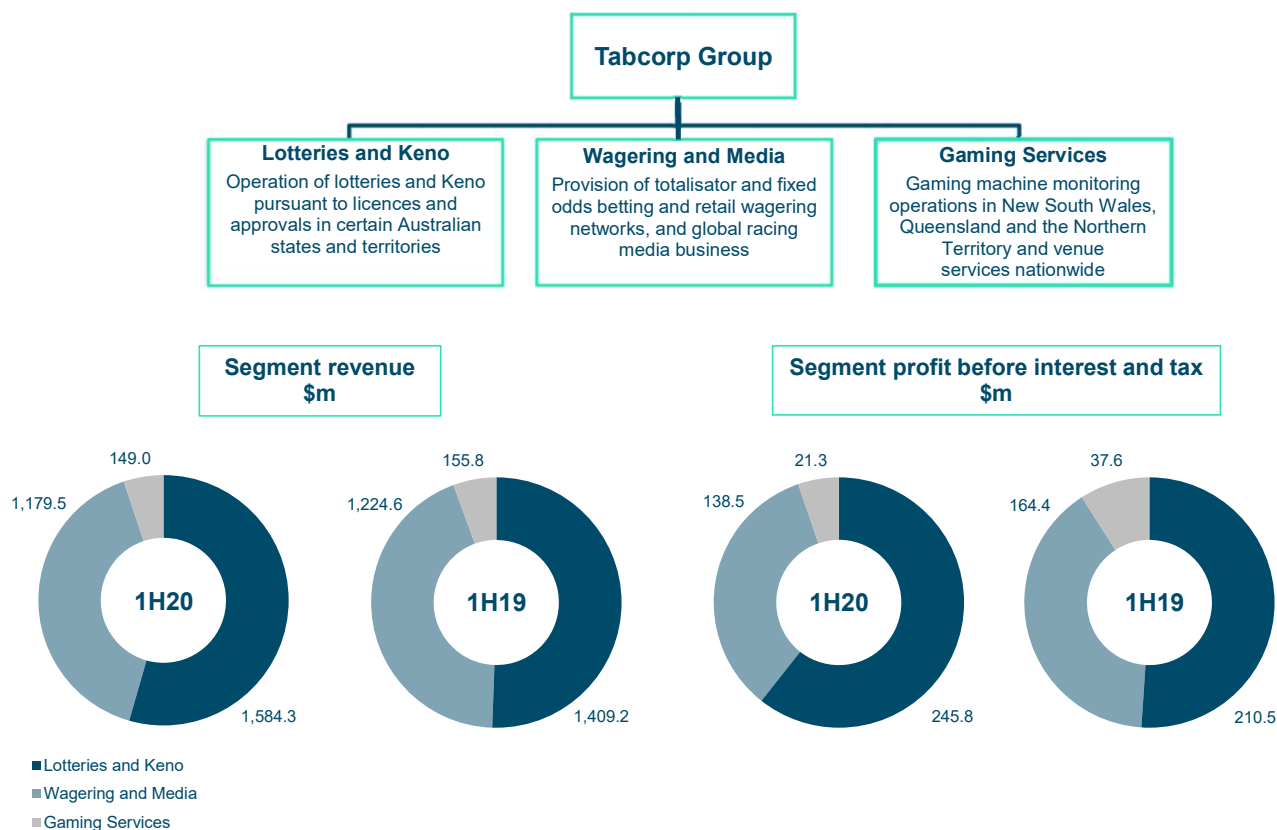 Tabcorp Group
Lotteries and Keno
Operation of lotteries and Keno
pursuant to licences and
approvals in certain Australian
states and territories
Wagering and Media
Provision of totalisator and fixed
odds betting and retail wagering
networks, and global racing
media business
Gaming Services
Gaming machine monitoring
operations in New South Wales,
Queensland and the Northern
Territory and venue
services nationwide
Segment revenue
$m
Segment profit before interest and tax
$m
149.0
1,179.5
1H20
1,584.3
155.8
1,224.6
1H19
1,409.2
21.3
138.5
1H20
245.8
37.6
164.4
1H19
210.5
Lotteries and Keno
Wagering and Media
Gaming Services